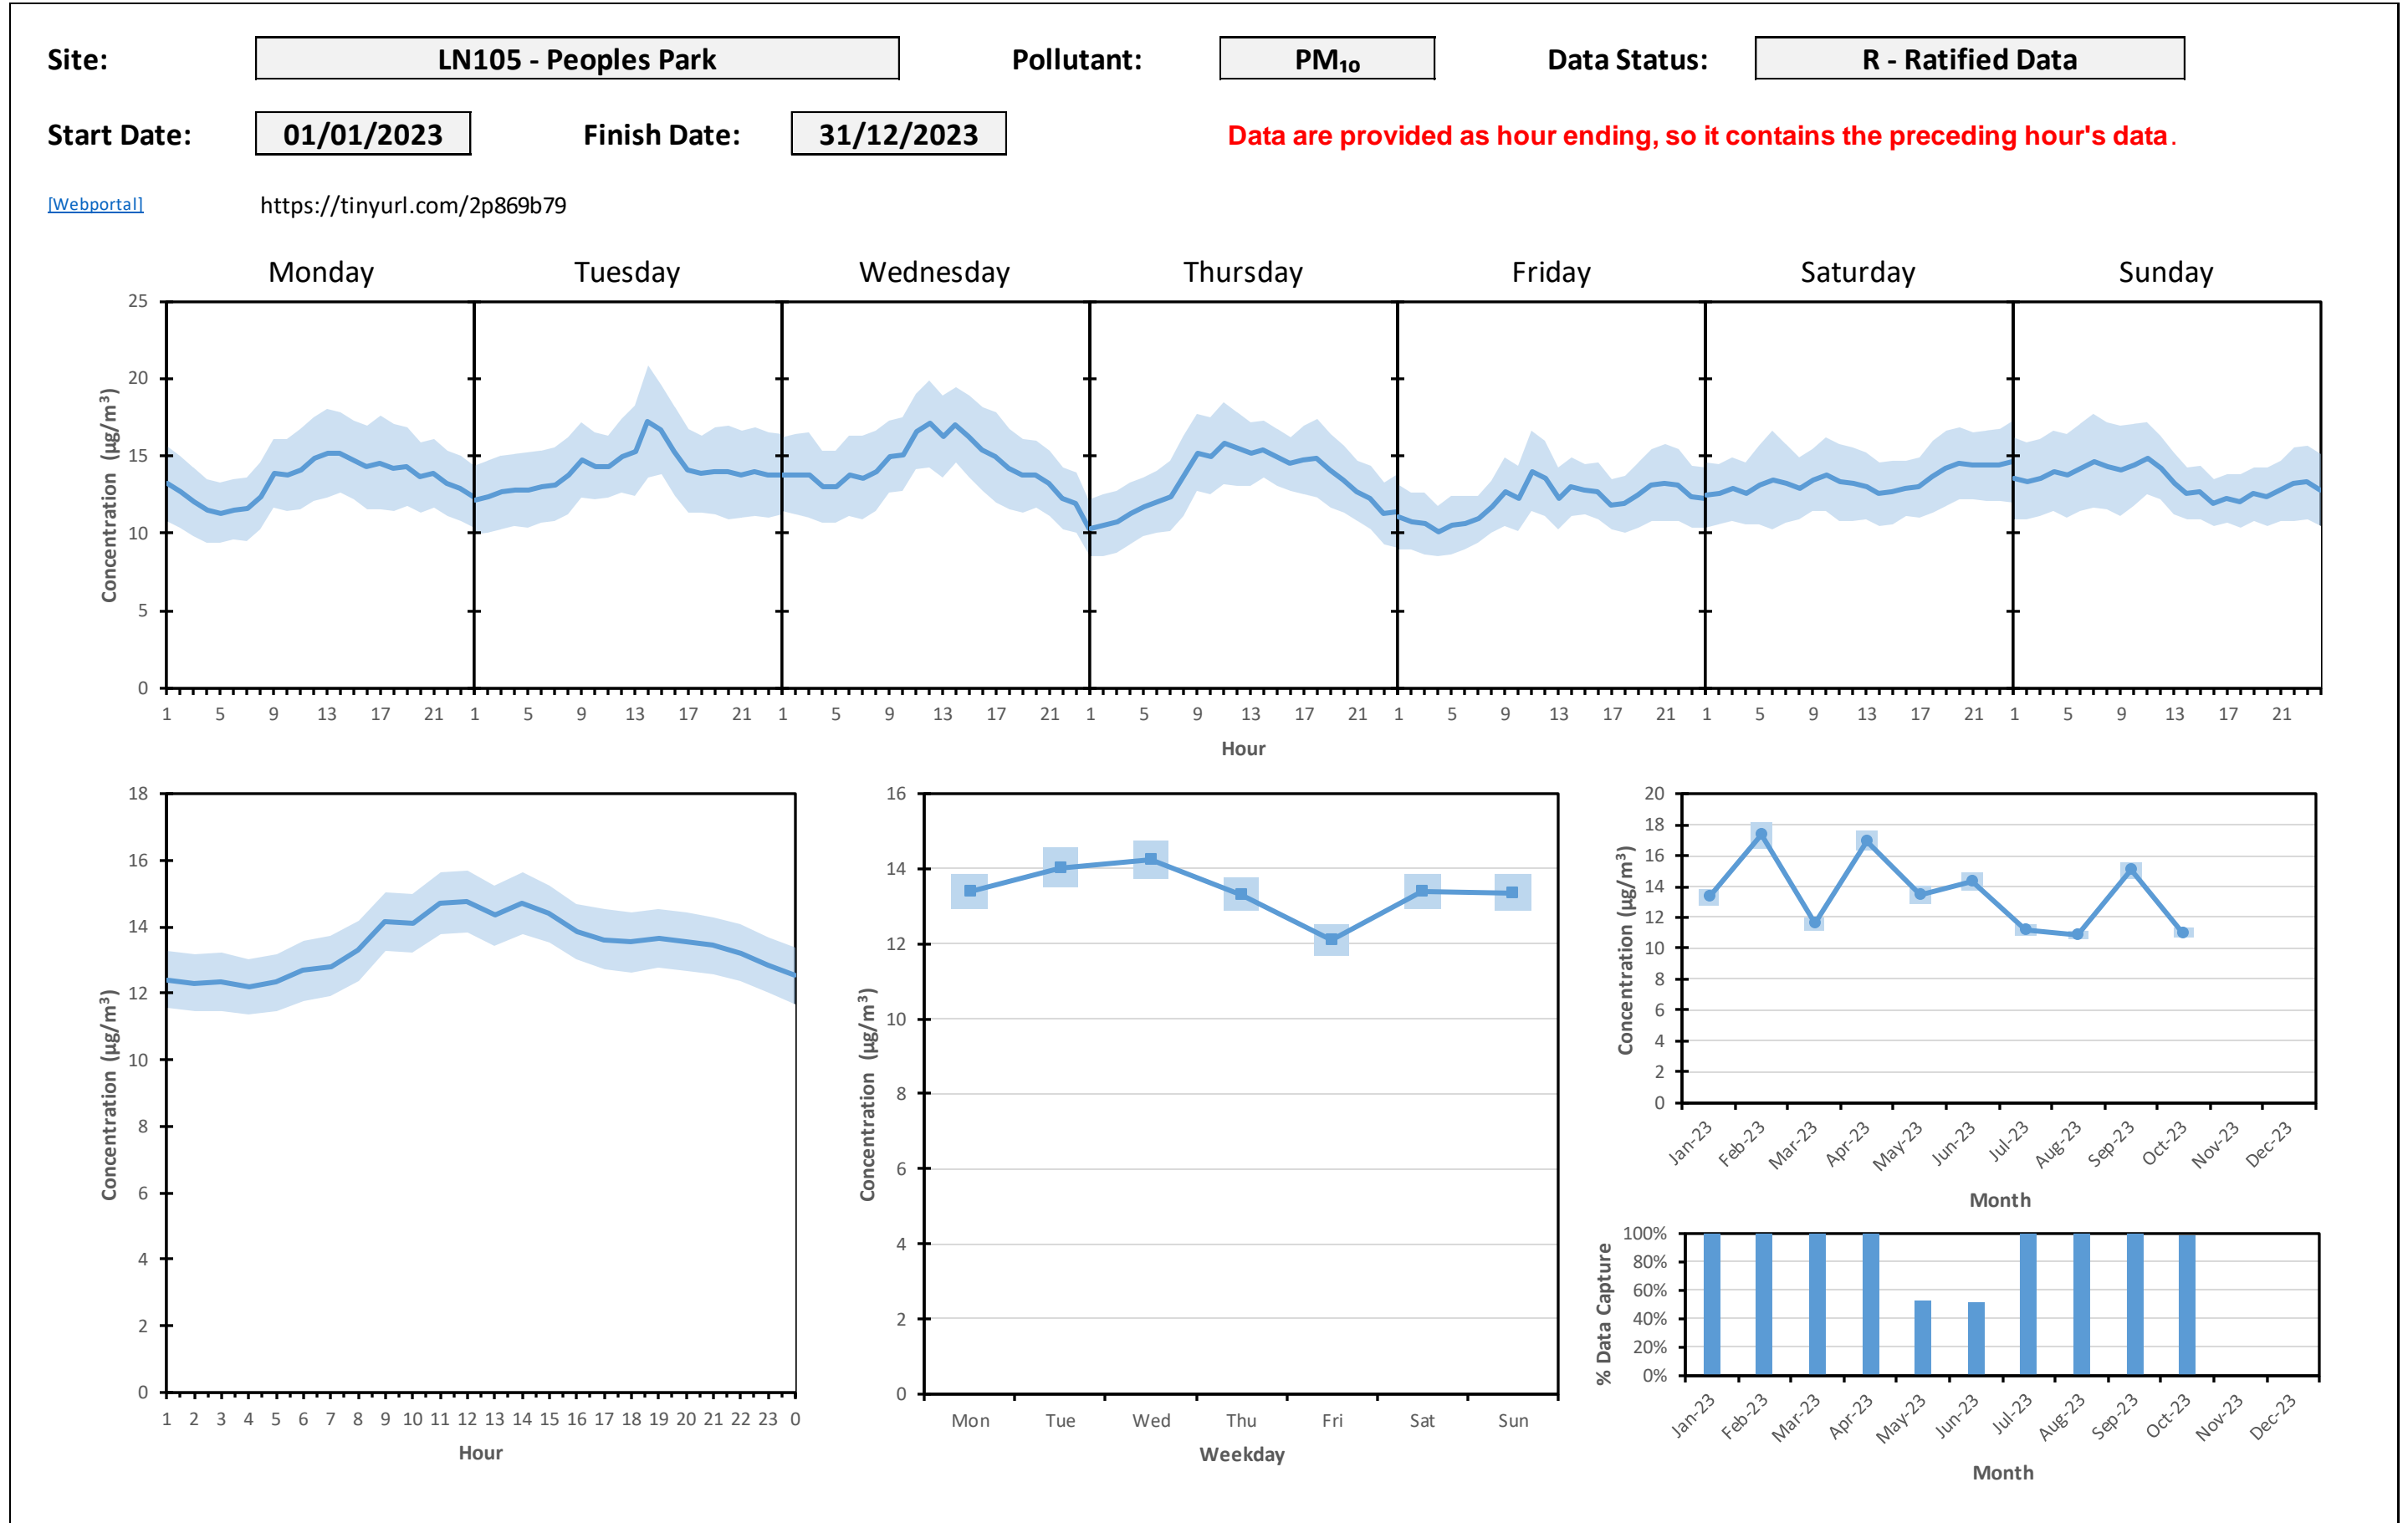 Site: LN105 - Peoples Park Pollutant: PM₁₀ Data Status: R - Ratified Data
Start Date: 01/01/2023 Finish Date: 31/12/2023 Data are provided as hour ending, so it contains the preceding hour's data.
[Webportal] https://tinyurl.com/2p869b79
Monday Tuesday Wednesday Thursday Friday Saturday Sunday
Concentration (µg/m³)
25
20
15
10
5
0
1 5 9 13 17 21 1 5 9 13 17 21 1 5 9 13 17 21 1 5 9 13 17 21 1 5 9 13 17 21 1 5 9 13 17 21 1 5 9 13 17 21
Hour
Concentration (µg/m³)
18
16
14
12
10
8
6
4
2
0
1 2 3 4 5 6 7 8 9 10 11 12 13 14 15 16 17 18 19 20 21 22 23 0
Hour
Concentration (µg/m³)
16
14
12
10
8
6
4
2
0
Mon Tue Wed Thu Fri Sat Sun
Weekday
Concentration (µg/m³)
20
18
16
14
12
10
8
6
4
2
0
Jan-23 Feb-23 Mar-23 Apr-23 May-23 Jun-23 Jul-23 Aug-23 Sep-23 Oct-23 Nov-23 Dec-23
Month
% Data Capture
100%
80%
60%
40%
20%
0%
Jan-23 Feb-23 Mar-23 Apr-23 May-23 Jun-23 Jul-23 Aug-23 Sep-23 Oct-23 Nov-23 Dec-23
Month